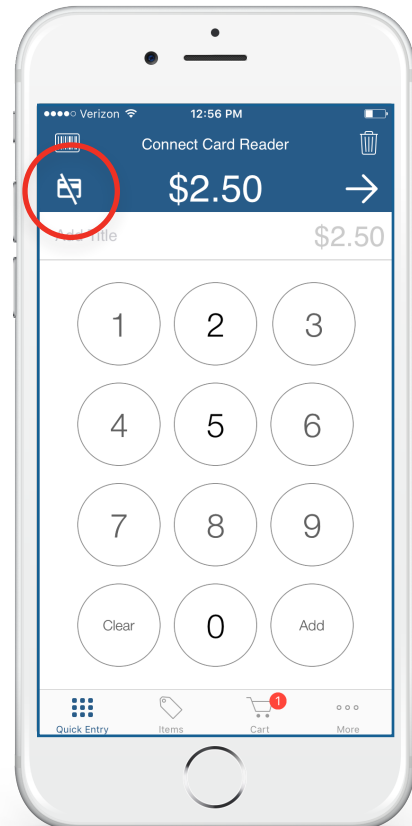 Verizon 12:56 PM
Connect Card Reader
$2.50
Add Title $2.50
1 2 3
4 5 6
7 8 9
Clear 0 Add
1
Quick Entry Items Cart More